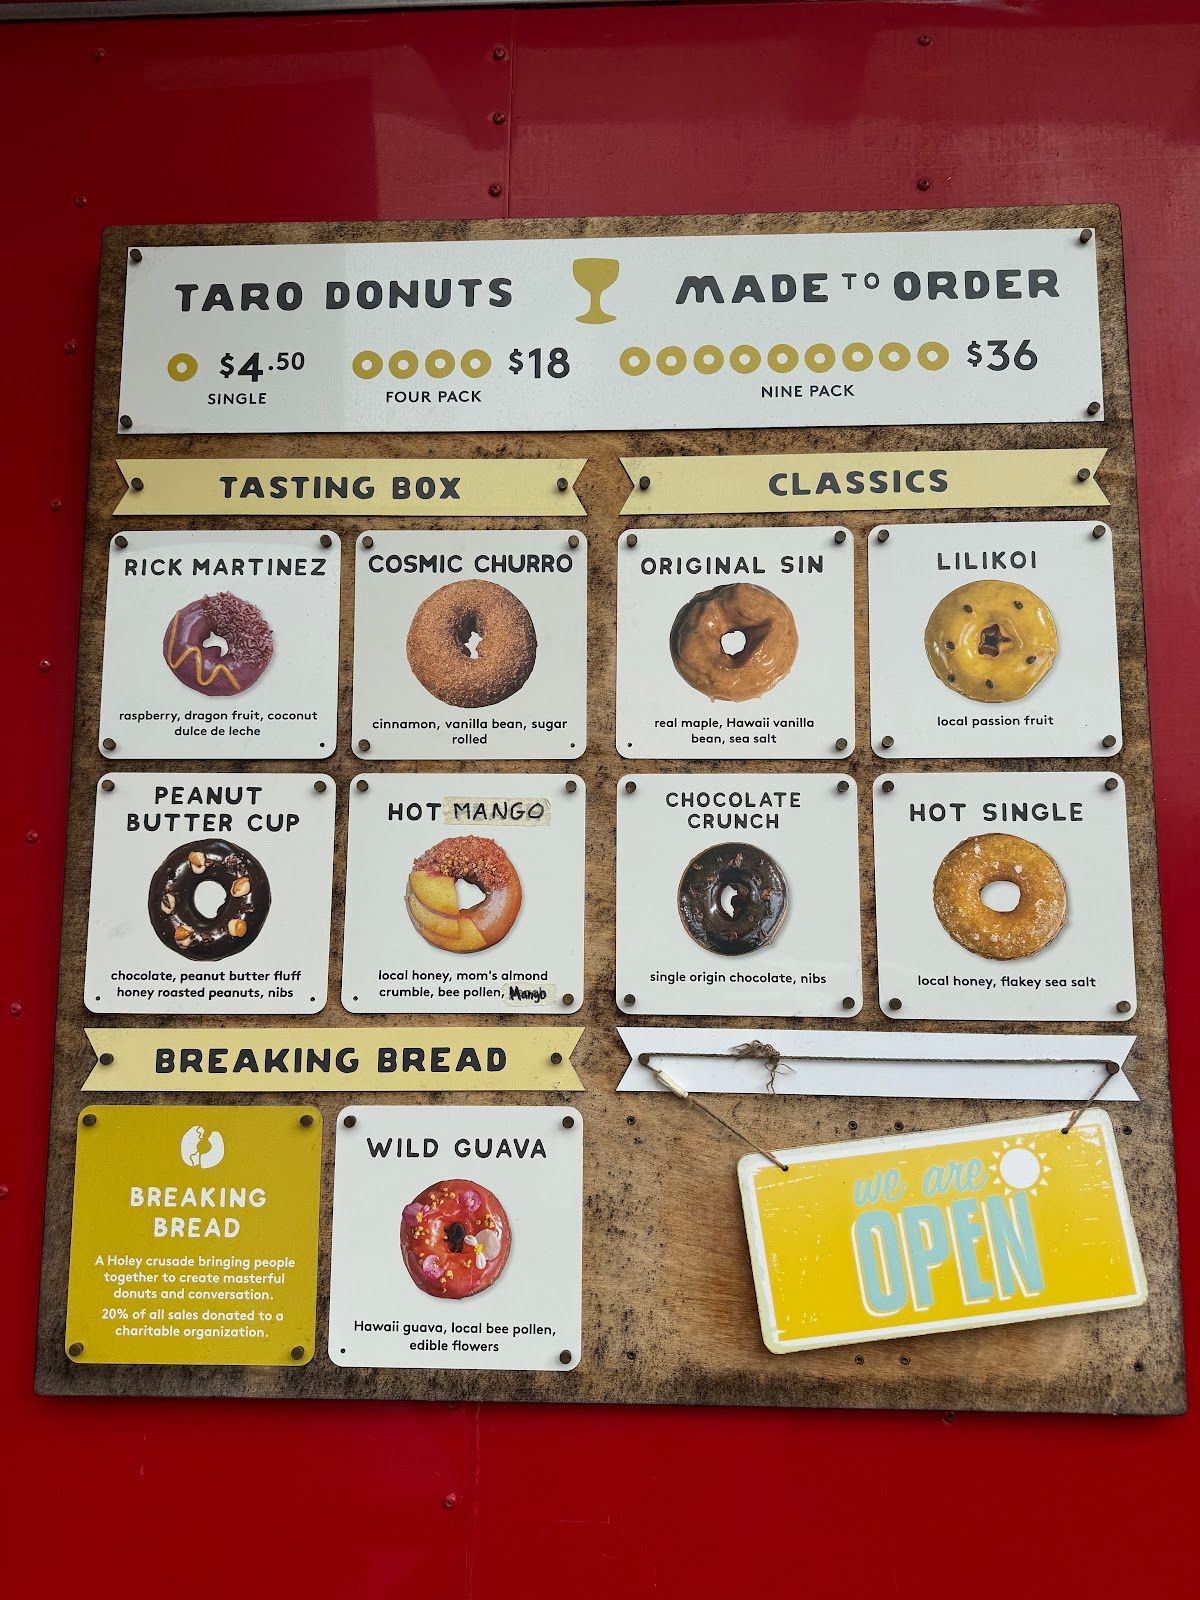 TARO DONUTS
MADE TO ORDER
$4.50
SINGLE
$18
FOUR PACK
$36
NINE PACK
TASTING BOX
RICK MARTINEZ
raspberry, dragon fruit, coconut
dulce de leche
COSMIC CHURRO
cinnamon, vanilla bean, sugar
rolled
PEANUT
BUTTER CUP
chocolate, peanut butter fluff
honey roasted peanuts, nibs
HOT MANGO
local honey, mom's almond
crumble, bee pollen, Mango
CLASSICS
ORIGINAL SIN
real maple, Hawaii vanilla
bean, sea salt
LILIKOI
local passion fruit
CHOCOLATE
CRUNCH
single origin chocolate, nibs
HOT SINGLE
local honey, flakey sea salt
BREAKING BREAD
BREAKING
BREAD
A Holey crusade bringing people
together to create masterful
donuts and conversation.
20% of all sales donated to a
charitable organization.
WILD GUAVA
Hawaii guava, local bee pollen,
edible flowers
we are
OPEN